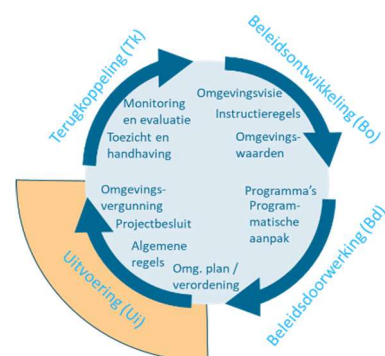 Terugkoppeling (Tk)
Beleidsontwikkeling (Bo)
Omgevingsvisie
Instructieregels
Omgevings-
waarden
Monitoring
en evaluatie
Toezicht en
handhaving
Programma's
Program-
matische
aanpak
Omgevings-
vergunning
Projectbesluit
Algemene
regels
Omg. plan /
verordening
Uitvoering (Ui)
Beleidsdoorwerking (Bd)